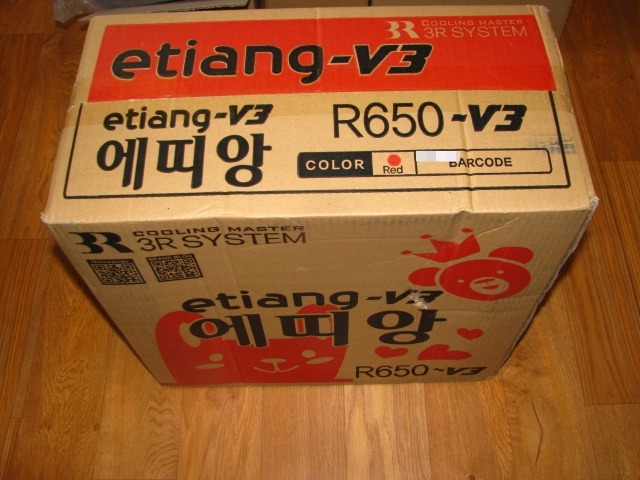 COOLING MASTER
3R SYSTEM
etiang-V3
etiang-V3
에띠앙
R650-V3
COLOR
Red
BARCODE
3R COOLING MASTER
3R SYSTEM
etiang-V3
에띠앙
R650-V3